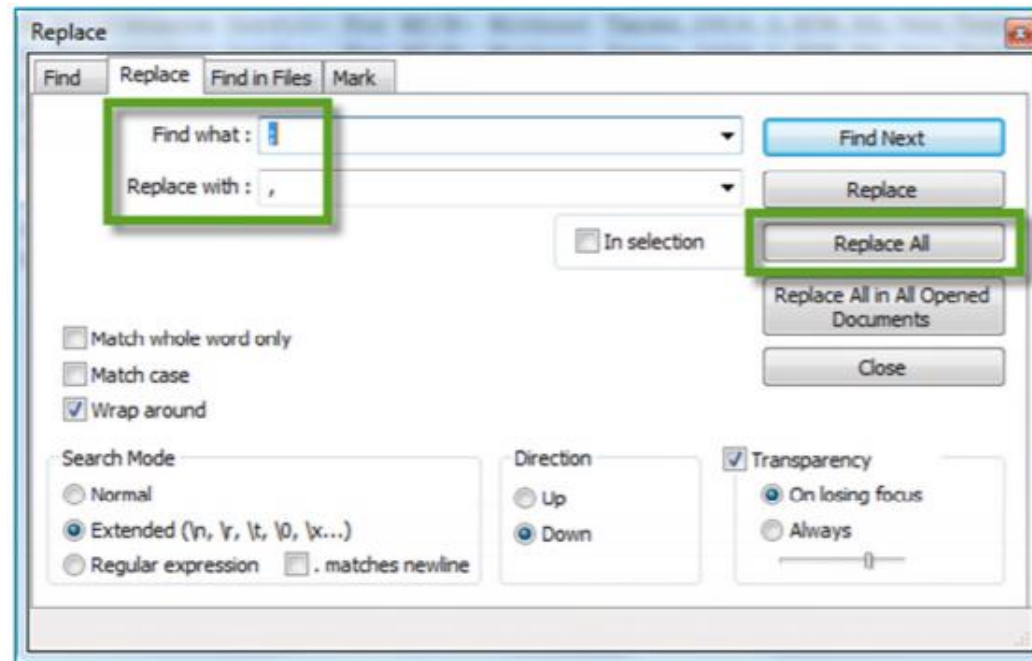 Replace
Find Replace Find in Files Mark
Find what : ; Find Next
Replace with : , Replace
In selection Replace All
Replace All in All Opened
Documents
Match whole word only
Match case Close
Wrap around
Search Mode Direction Transparency
Normal Up On losing focus
Extended (\n, \r, \t, \0, \x...) Down Always
Regular expression . matches newline